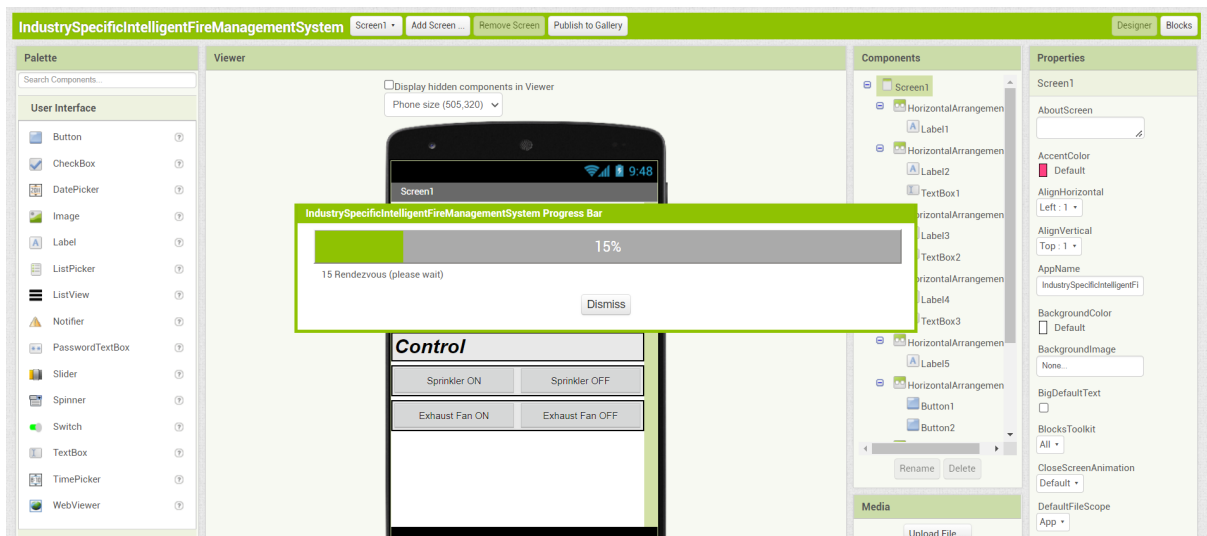 IndustrySpecificIntelligentFireManagementSystem Screen1 Add Screen ... Remove Screen Publish to Gallery Designer Blocks
Palette
Search Components...
User Interface
Button
CheckBox
DatePicker
Image
Label
ListPicker
ListView
Notifier
PasswordTextBox
Slider
Spinner
Switch
TextBox
TimePicker
WebViewer
Viewer
Display hidden components in Viewer
Phone size (505,320)
9:48
Screen1
IndustrySpecificIntelligentFireManagementSystem Progress Bar
15%
15 Rendezvous (please wait)
Dismiss
Control
Sprinkler ON Sprinkler OFF
Exhaust Fan ON Exhaust Fan OFF
Components
Screen1
HorizontalArrangemen
Label1
HorizontalArrangemen
Label2
TextBox1
orizontalArrangemen
Label3
TextBox2
orizontalArrangemen
Label4
TextBox3
HorizontalArrangemen
Label5
HorizontalArrangemen
Button1
Button2
Rename Delete
Media
Upload File ...
Properties
Screen1
AboutScreen
AccentColor
Default
AlignHorizontal
Left : 1
AlignVertical
Top : 1
AppName
IndustrySpecificIntelligentFi
BackgroundColor
Default
BackgroundImage
None...
BigDefaultText
BlocksToolkit
All
CloseScreenAnimation
Default
DefaultFileScope
App